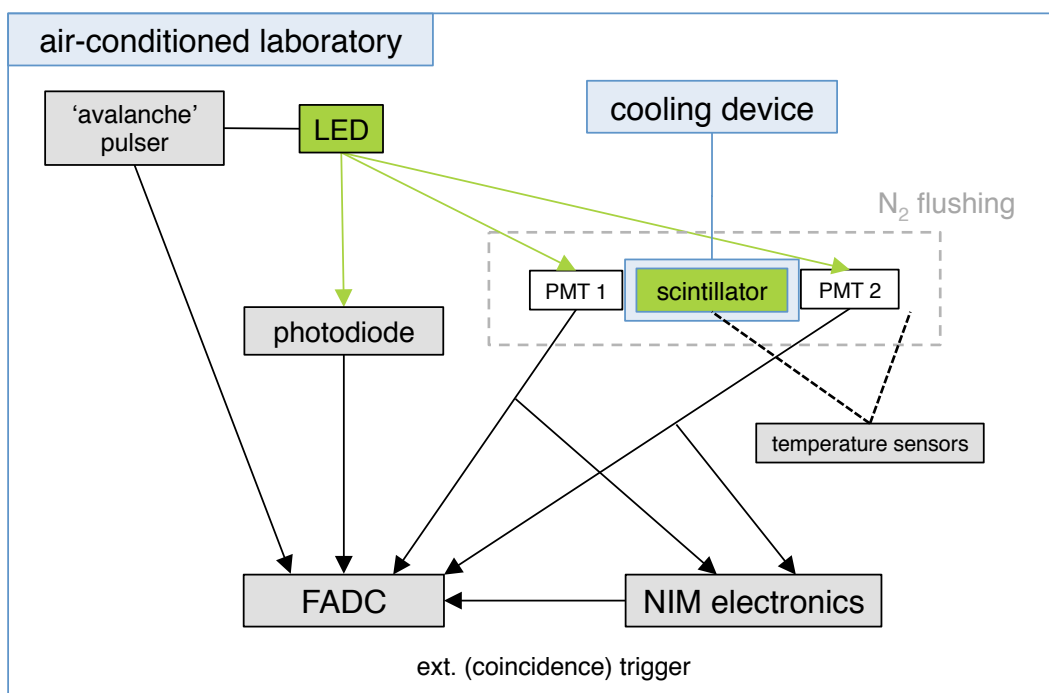 air-conditioned laboratory
‘avalanche’
pulser
LED
cooling device
N₂ flushing
PMT 1
scintillator
PMT 2
photodiode
temperature sensors
FADC
NIM electronics
ext. (coincidence) trigger